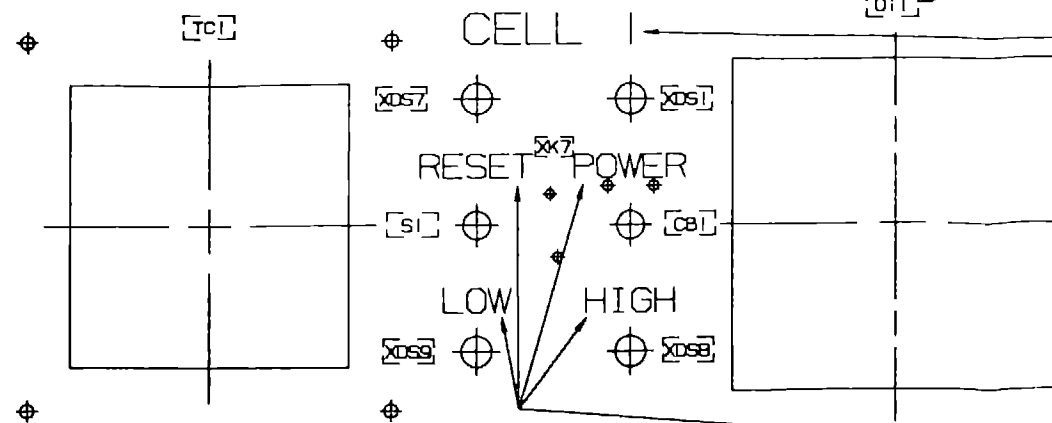 [TC1]
CELL 1
[XDS7]
[XDS1]
[XK7]
RESET POWER
[S1]
[CB1]
LOW HIGH
[XDS9]
[XDS8]